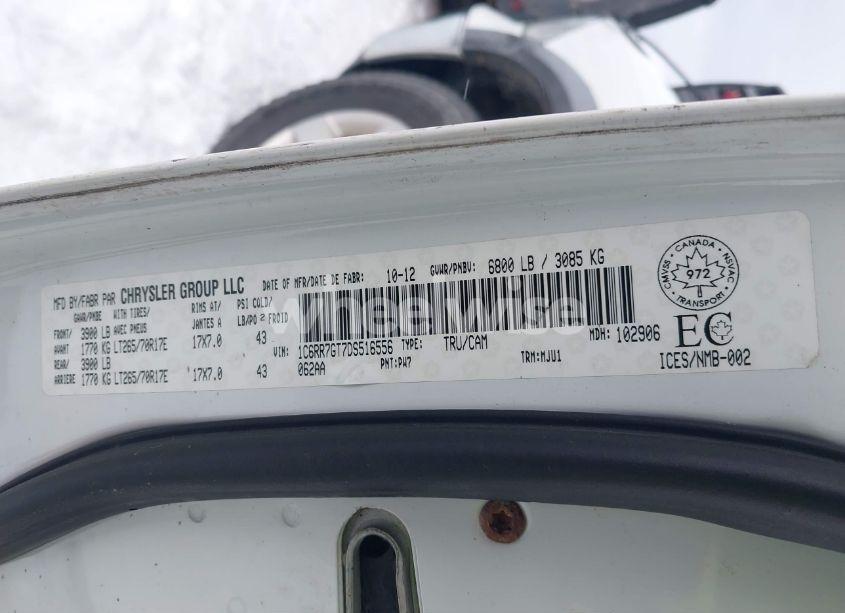 MFD BY/FABR PAR CHRYSLER GROUP LLC DATE OF MFR/DATE DE FABR: 10-12 GVWR/PNBV: 6800 LB / 3085 KG
GAWR/PNBE WITH TIRES/ RIMS AT/ PSI COLD/
AVEC PNEUS JANTES A LB/PO² FROID
FRONT/ 3900 LB
AVANT 1770 KG LT265/70R17E 17X7.0 43
REAR/ 3900 LB
ARRIERE 1770 KG LT265/70R17E 17X7.0 43
VIN: 1C6RR7GT7DS516556 TYPE: TRU/CAM MDH: 102906
062AA PNT: PW7 TRM: MJU1
CMVSS · CANADA · NSVAC
972
TRANSPORT
EC
ICES/NMB-002
wheelwise